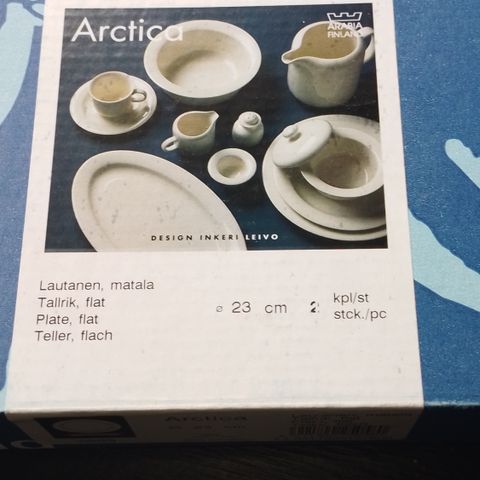 Arctica
ARABIA
FINLAND
DESIGN INKERI LEIVO
Lautanen, matala
Tallrik, flat
Plate, flat
Teller, flach
⌀ 23 cm 2 kpl/st
stck./pc
Arctica